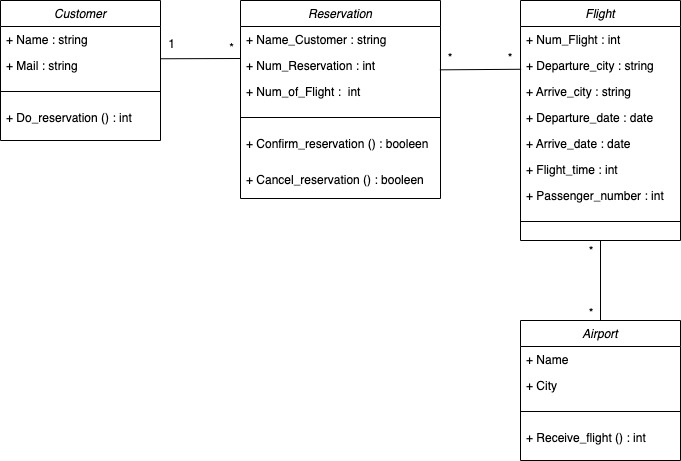 Customer
+ Name : string
+ Mail : string
+ Do_reservation () : int
1
*
Reservation
+ Name_Customer : string
+ Num_Reservation : int
+ Num_of_Flight :  int
+ Confirm_reservation () : booleen
+ Cancel_reservation () : booleen
*
*
Flight
+ Num_Flight : int
+ Departure_city : string
+ Arrive_city : string
+ Departure_date : date
+ Arrive_date : date
+ Flight_time : int
+ Passenger_number : int
*
*
Airport
+ Name
+ City
+ Receive_flight () : int